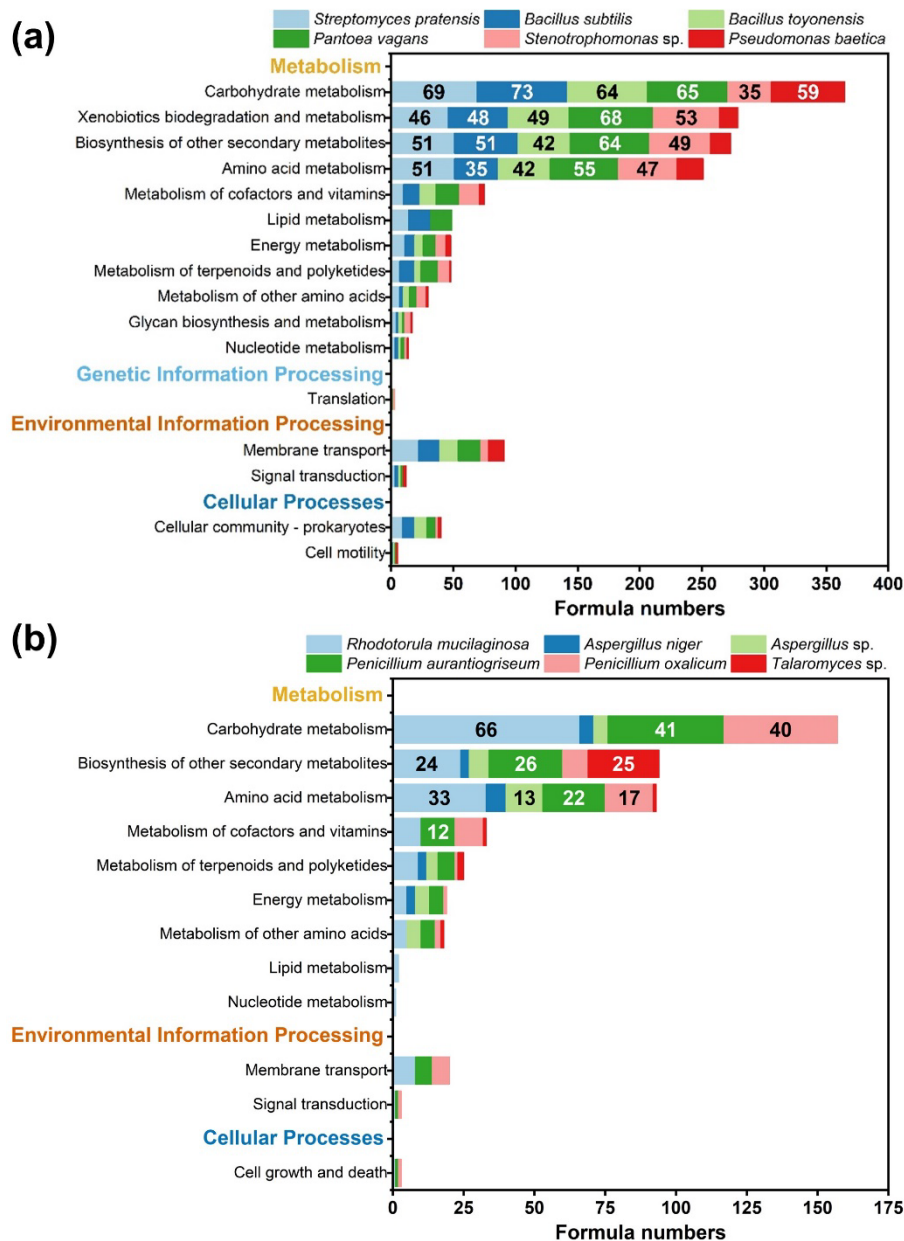 (a)
Streptomyces pratensis Bacillus subtilis Bacillus toyonensis
Pantoea vagans Stenotrophomonas sp. Pseudomonas baetica
Metabolism
Carbohydrate metabolism 69 73 64 65 35 59
Xenobiotics biodegradation and metabolism 46 48 49 68 53
Biosynthesis of other secondary metabolites 51 51 42 64 49
Amino acid metabolism 51 35 42 55 47
Metabolism of cofactors and vitamins
Lipid metabolism
Energy metabolism
Metabolism of terpenoids and polyketides
Metabolism of other amino acids
Glycan biosynthesis and metabolism
Nucleotide metabolism
Genetic Information Processing
Translation
Environmental Information Processing
Membrane transport
Signal transduction
Cellular Processes
Cellular community - prokaryotes
Cell motility
0 50 100 150 200 250 300 350 400
Formula numbers
(b)
Rhodotorula mucilaginosa Aspergillus niger Aspergillus sp.
Penicillium aurantiogriseum Penicillium oxalicum Talaromyces sp.
Metabolism
Carbohydrate metabolism 66 41 40
Biosynthesis of other secondary metabolites 24 26 25
Amino acid metabolism 33 13 22 17
Metabolism of cofactors and vitamins 12
Metabolism of terpenoids and polyketides
Energy metabolism
Metabolism of other amino acids
Lipid metabolism
Nucleotide metabolism
Environmental Information Processing
Membrane transport
Signal transduction
Cellular Processes
Cell growth and death
0 25 50 75 100 125 150 175
Formula numbers